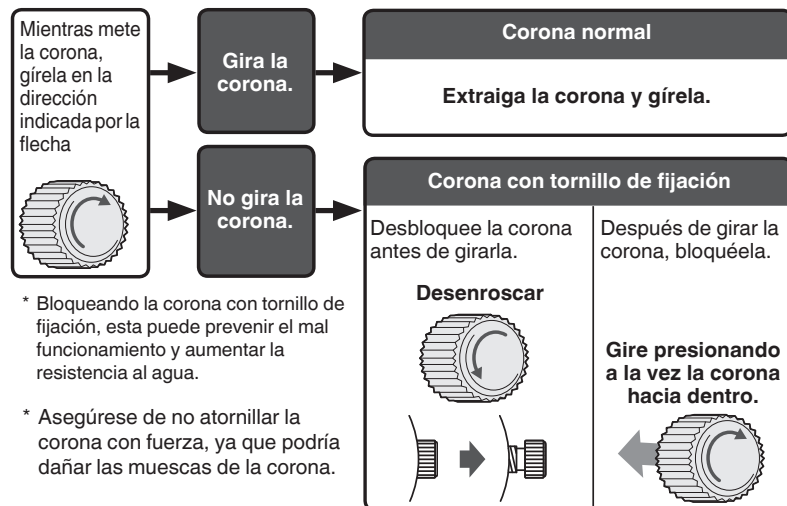 Mientras mete
la corona,
gírela en la
dirección
indicada por la
flecha
Gira la
corona.
Corona normal
Extraiga la corona y gírela.
No gira la
corona.
Corona con tornillo de fijación
Desbloquee la corona
antes de girarla.
Desenroscar
Después de girar la
corona, bloquéela.
Gire presionando
a la vez la corona
hacia dentro.
* Bloqueando la corona con tornillo de
fijación, esta puede prevenir el mal
funcionamiento y aumentar la
resistencia al agua.
* Asegúrese de no atornillar la
corona con fuerza, ya que podría
dañar las muescas de la corona.